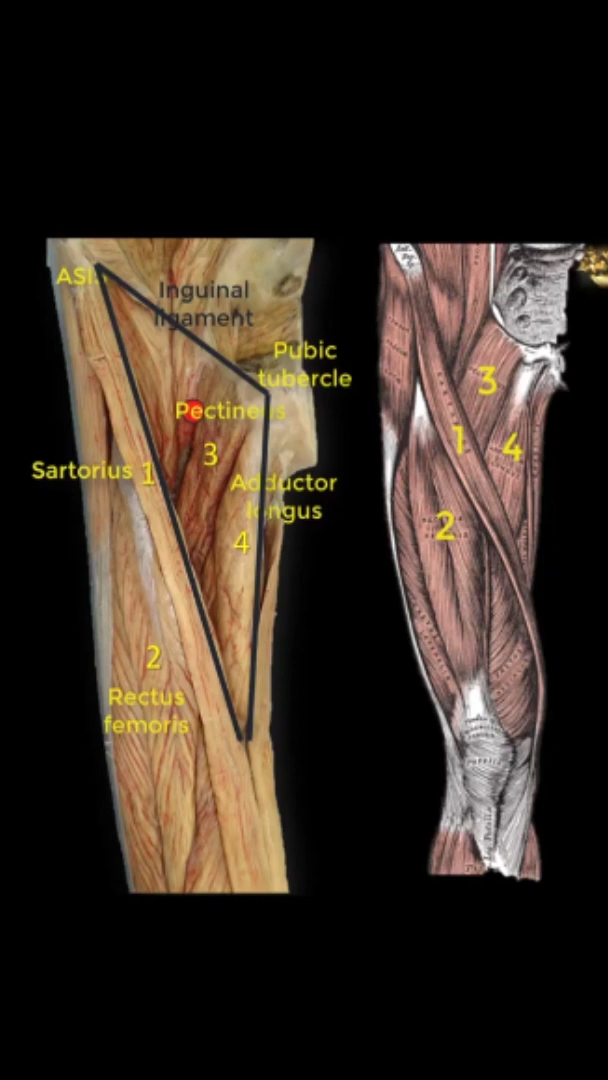 ASIS
Inguinal
ligament
Pubic
tubercle
Pectineus
3
Sartorius 1
Adductor
longus
4
2
Rectus
femoris
3
1
4
2